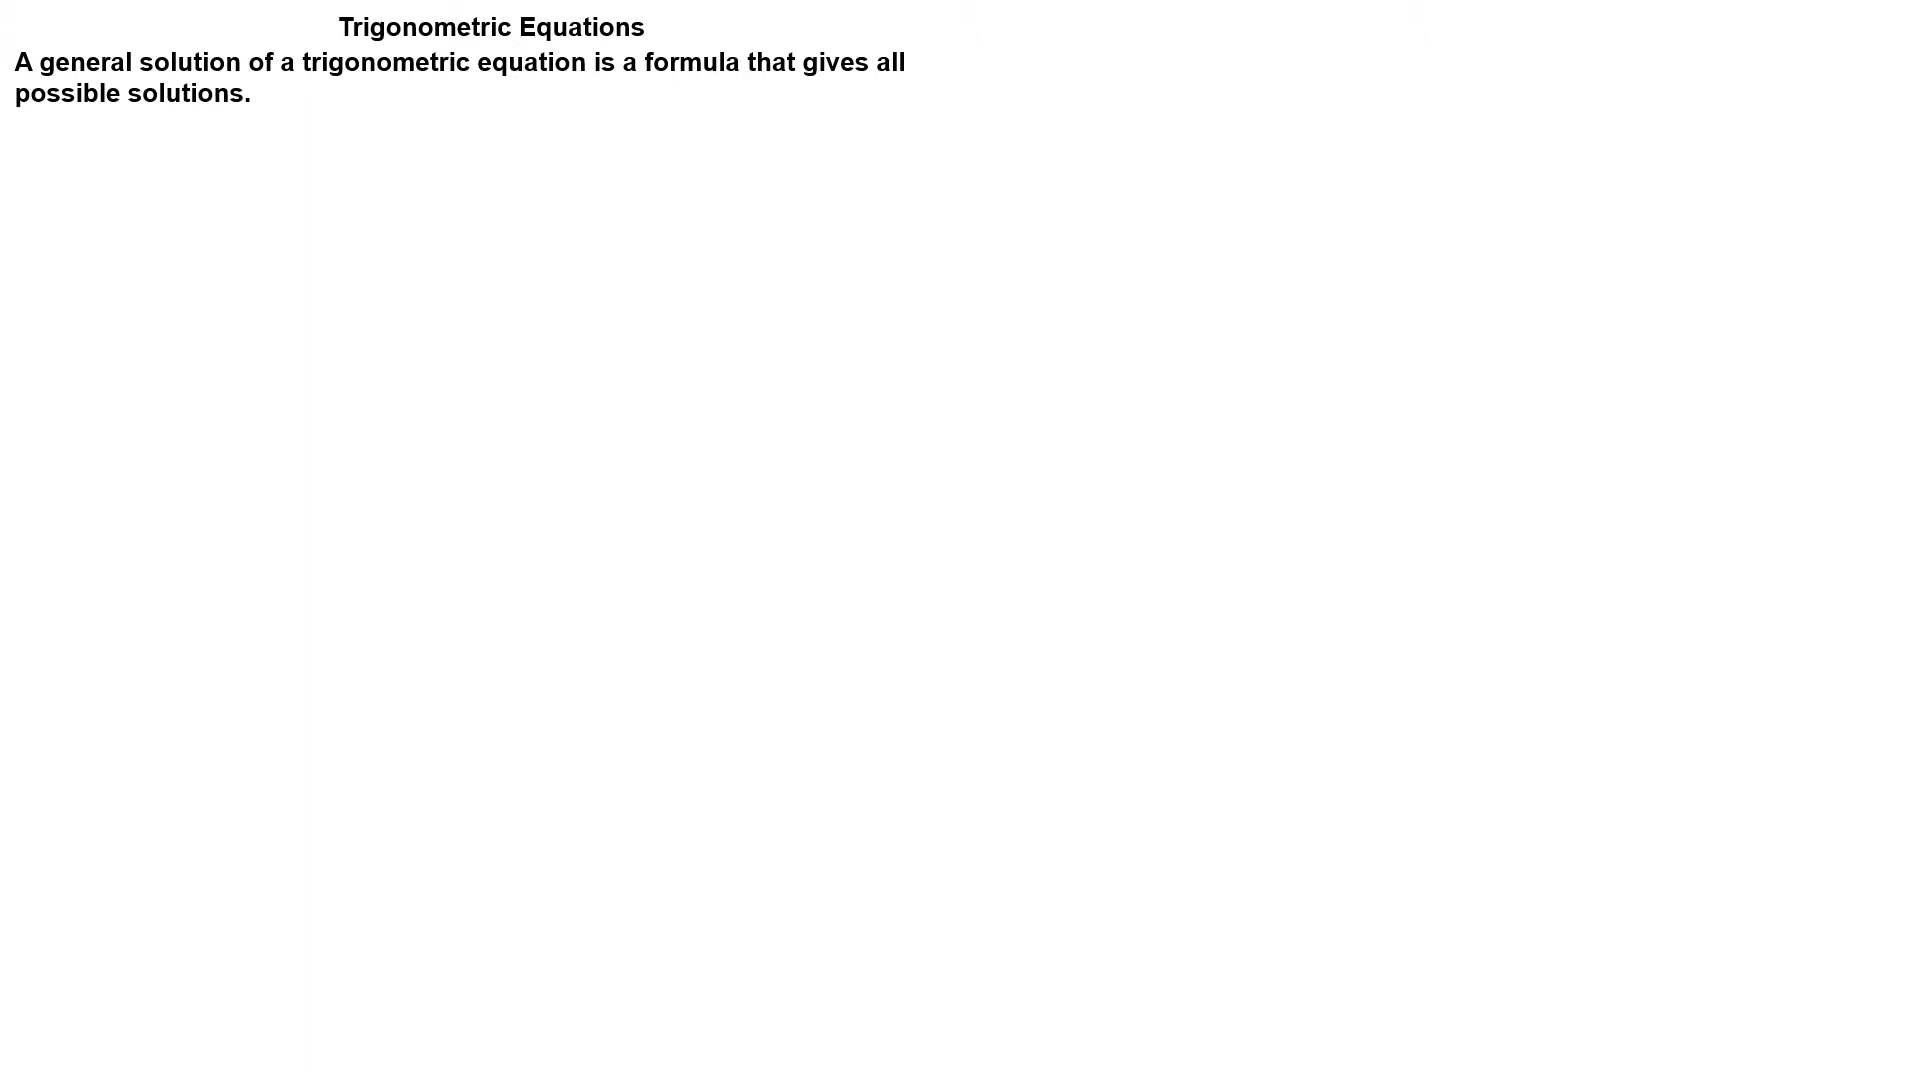 Trigonometric Equations
A general solution of a trigonometric equation is a formula that gives all
possible solutions.